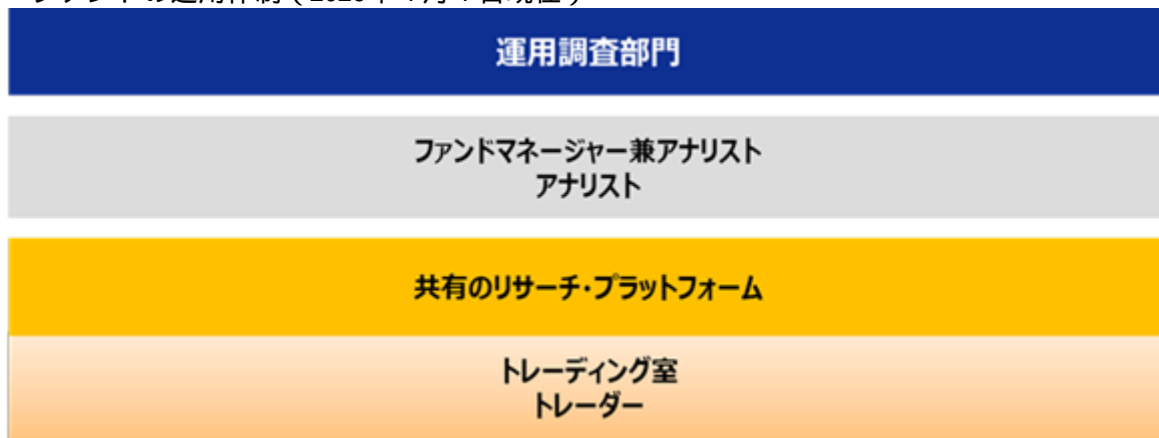 運用調査部門
ファンドマネージャー兼アナリスト
アナリスト
共有のリサーチ・プラットフォーム
トレーディング室
トレーダー